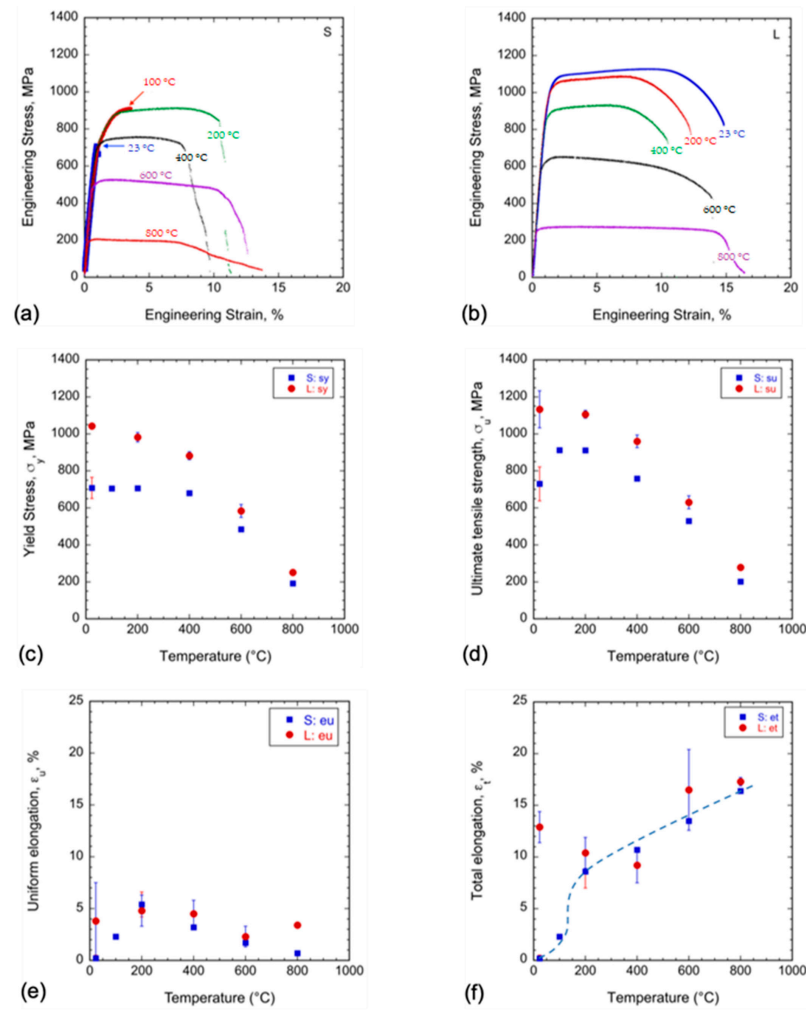 1400
1200
1000
800
600
400
200
0
Engineering Stress, MPa
S
100 °C
200 °C
23 °C
400 °C
600 °C
800 °C
0 5 10 15 20
Engineering Strain, %
(a)
1400
1200
1000
800
600
400
200
0
Engineering Stress, MPa
L
23 °C
200 °C
400 °C
600 °C
800 °C
0 5 10 15 20
Engineering Strain, %
(b)
1400
1200
1000
800
600
400
200
0
Yield Stress, σy, MPa
S: sy
L: sy
0 200 400 600 800 1000
Temperature (°C)
(c)
1400
1200
1000
800
600
400
200
0
Ultimate tensile strength, σu, MPa
S: su
L: su
0 200 400 600 800 1000
Temperature (°C)
(d)
25
20
15
10
5
0
Uniform elongation, εu, %
S: eu
L: eu
0 200 400 600 800 1000
Temperature (°C)
(e)
25
20
15
10
5
0
Total elongation, εt, %
S: et
L: et
0 200 400 600 800 1000
Temperature (°C)
(f)